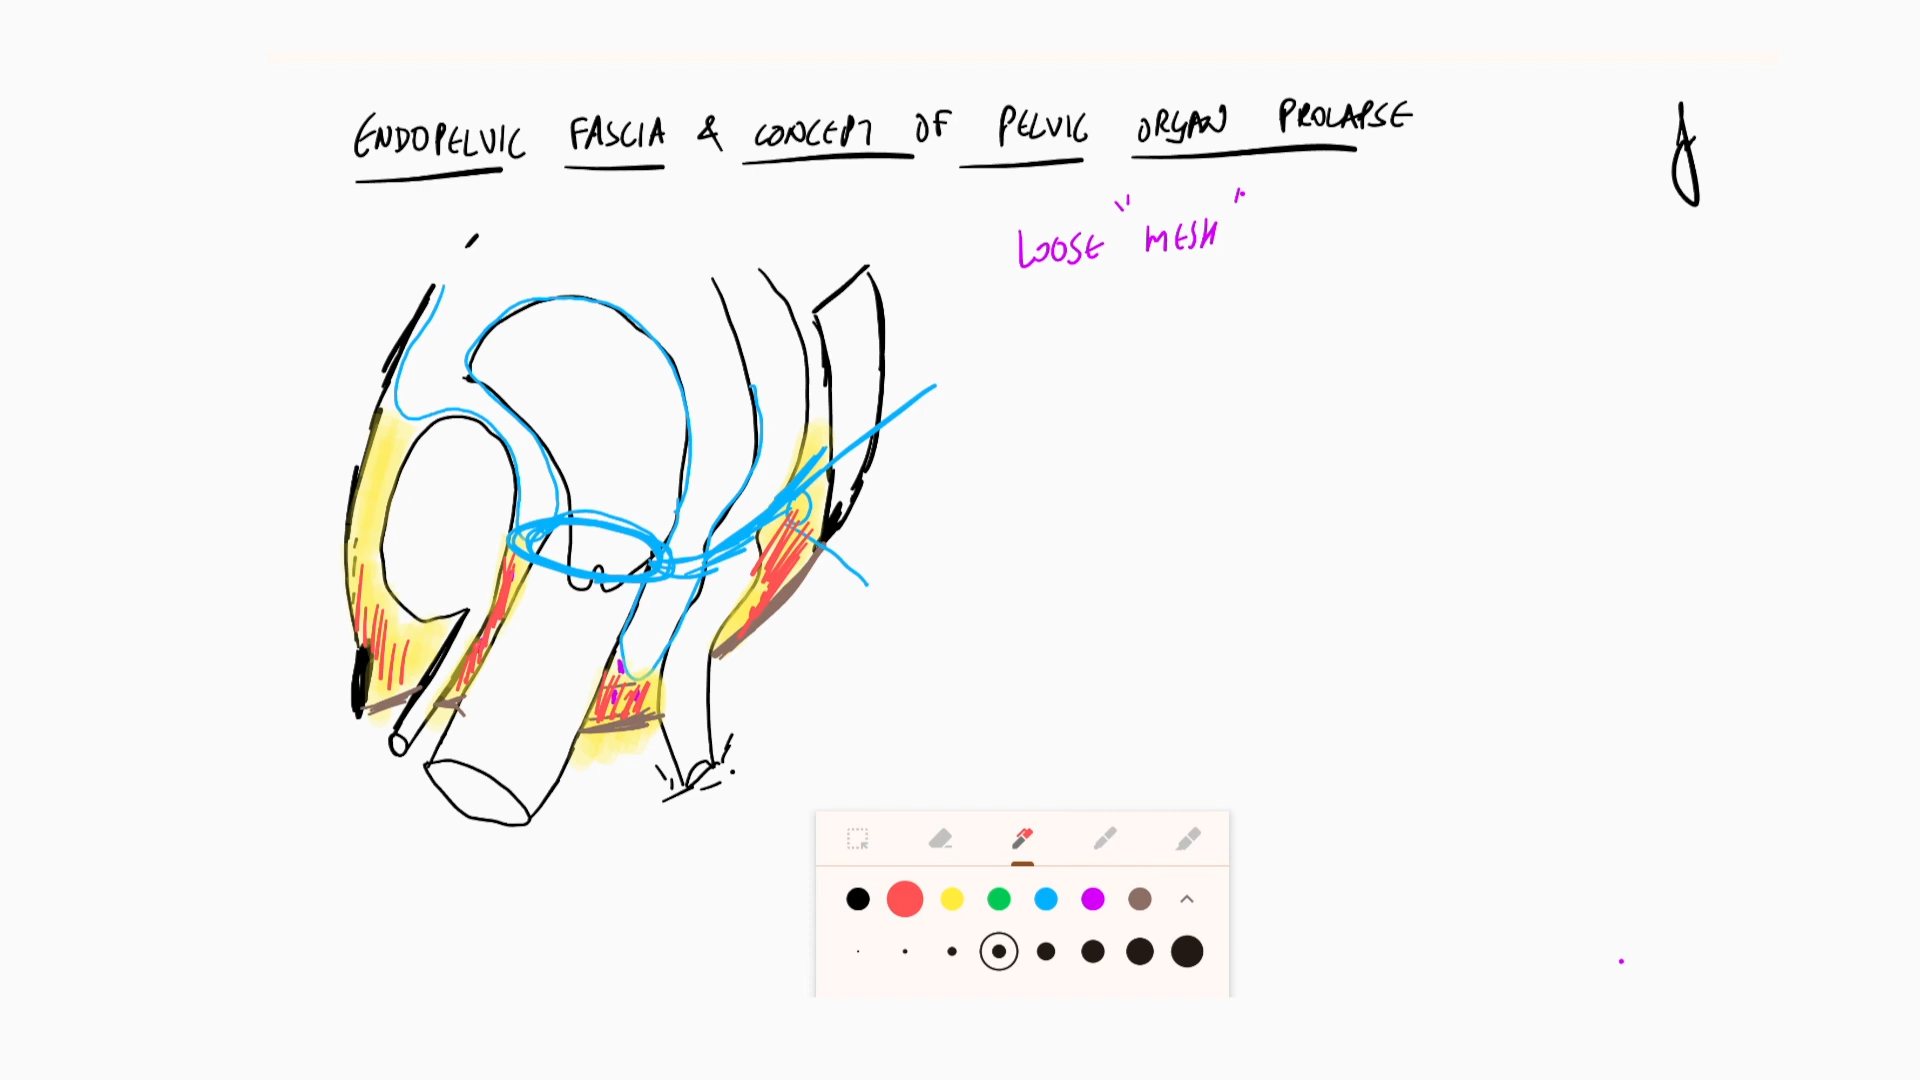 ENDOPELVIC FASCIA & CONCEPT OF PELVIC ORGAN PROLAPSE
LOOSE "MESH"